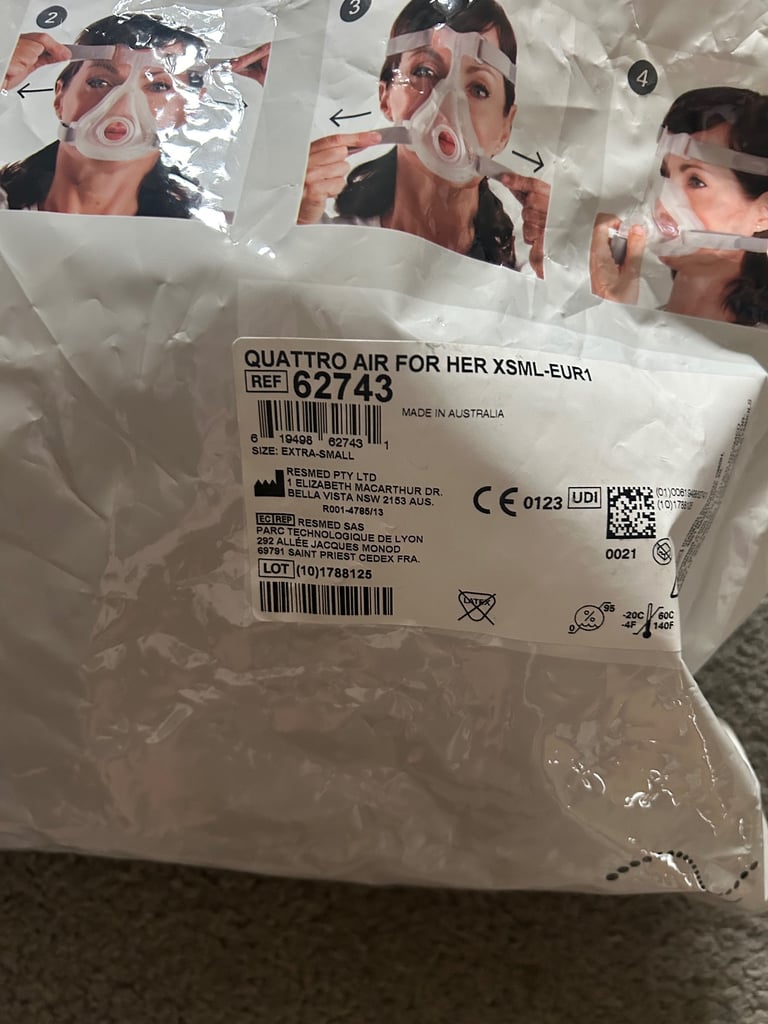 2
3
4
QUATTRO AIR FOR HER XSML-EUR1
REF 62743
MADE IN AUSTRALIA
6 19498 62743 1
SIZE: EXTRA-SMALL
RESMED PTY LTD
1 ELIZABETH MACARTHUR DR.
BELLA VISTA NSW 2153 AUS.
R001-4785/13
CE 0123 UDI
EC REP RESMED SAS
PARC TECHNOLOGIQUE DE LYON
292 ALLÉE JACQUES MONOD
69791 SAINT PRIEST CEDEX FRA.
0021
LOT (10)1788125
LATEX
0 % 95
-20C 60C
-4F 140F